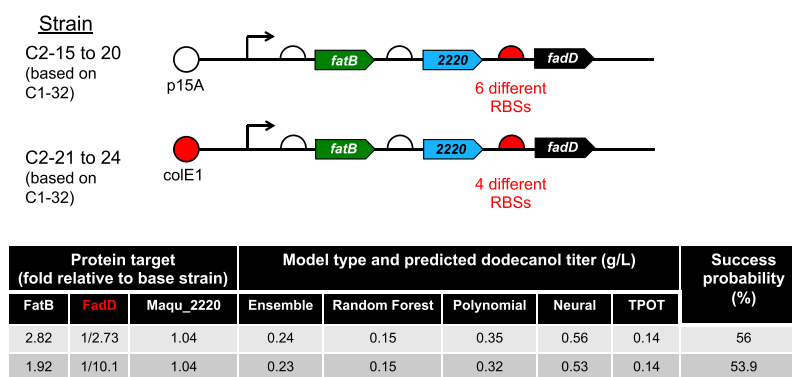 Strain
C2-15 to 20
(based on
C1-32)
p15A
fatB
2220
fadD
6 different
RBSs
C2-21 to 24
(based on
C1-32)
colE1
fatB
2220
fadD
4 different
RBSs
Protein target
(fold relative to base strain)
Model type and predicted dodecanol titer (g/L)
Success
probability
(%)
FatB FadD Maqu_2220 Ensemble Random Forest Polynomial Neural TPOT
2.82 1/2.73 1.04 0.24 0.15 0.35 0.56 0.14 56
1.92 1/10.1 1.04 0.23 0.15 0.32 0.53 0.14 53.9